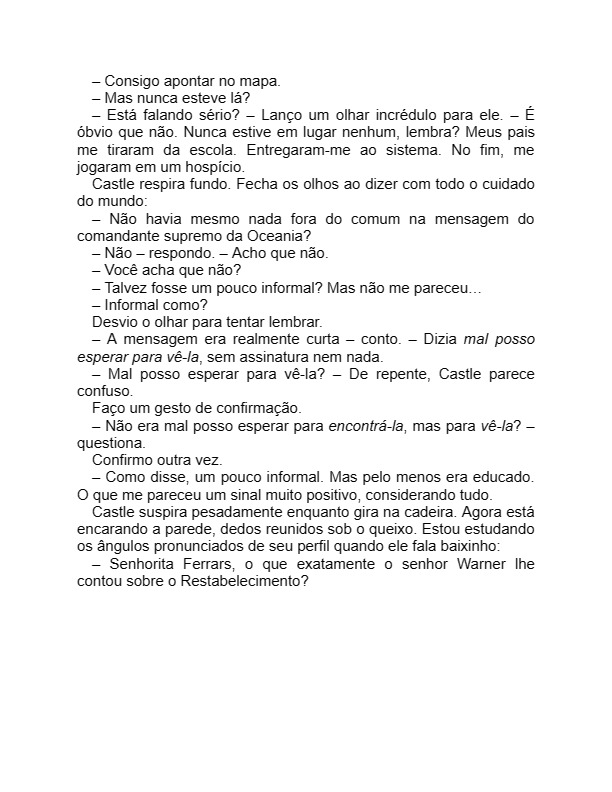 – Consigo apontar no mapa.
– Mas nunca esteve lá?
– Está falando sério? – Lanço um olhar incrédulo para ele. – É
óbvio que não. Nunca estive em lugar nenhum, lembra? Meus pais
me tiraram da escola. Entregaram-me ao sistema. No fim, me
jogaram em um hospício.
Castle respira fundo. Fecha os olhos ao dizer com todo o cuidado
do mundo:
– Não havia mesmo nada fora do comum na mensagem do
comandante supremo da Oceania?
– Não – respondo. – Acho que não.
– Você acha que não?
– Talvez fosse um pouco informal? Mas não me pareceu…
– Informal como?
Desvio o olhar para tentar lembrar.
– A mensagem era realmente curta – conto. – Dizia mal posso
esperar para vê-la, sem assinatura nem nada.
– Mal posso esperar para vê-la? – De repente, Castle parece
confuso.
Faço um gesto de confirmação.
– Não era mal posso esperar para encontrá-la, mas para vê-la? –
questiona.
Confirmo outra vez.
– Como disse, um pouco informal. Mas pelo menos era educado.
O que me pareceu um sinal muito positivo, considerando tudo.
Castle suspira pesadamente enquanto gira na cadeira. Agora está
encarando a parede, dedos reunidos sob o queixo. Estou estudando
os ângulos pronunciados de seu perfil quando ele fala baixinho:
– Senhorita Ferrars, o que exatamente o senhor Warner lhe
contou sobre o Restabelecimento?